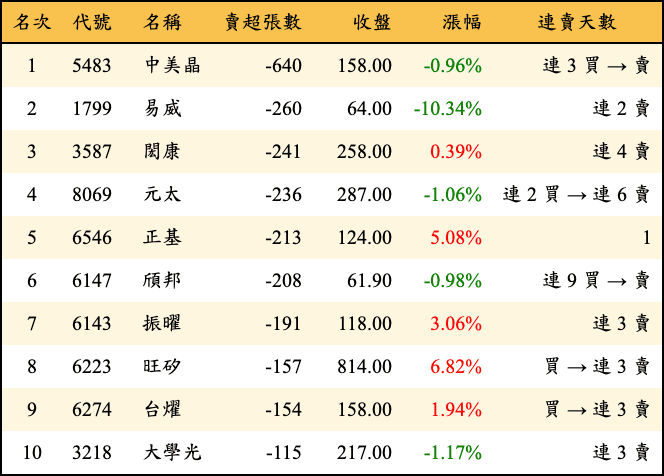 名次 代號 名稱 賣超張數 收盤 漲幅 連賣天數
1 5483 中美晶 -640 158.00 -0.96% 連 3 買 → 賣
2 1799 易威 -260 64.00 -10.34% 連 2 賣
3 3587 閎康 -241 258.00 0.39% 連 4 賣
4 8069 元太 -236 287.00 -1.06% 連 2 買 → 連 6 賣
5 6546 正基 -213 124.00 5.08% 1
6 6147 頎邦 -208 61.90 -0.98% 連 9 買 → 賣
7 6143 振曜 -191 118.00 3.06% 連 3 賣
8 6223 旺矽 -157 814.00 6.82% 買 → 連 3 賣
9 6274 台燿 -154 158.00 1.94% 買 → 連 3 賣
10 3218 大學光 -115 217.00 -1.17% 連 3 賣